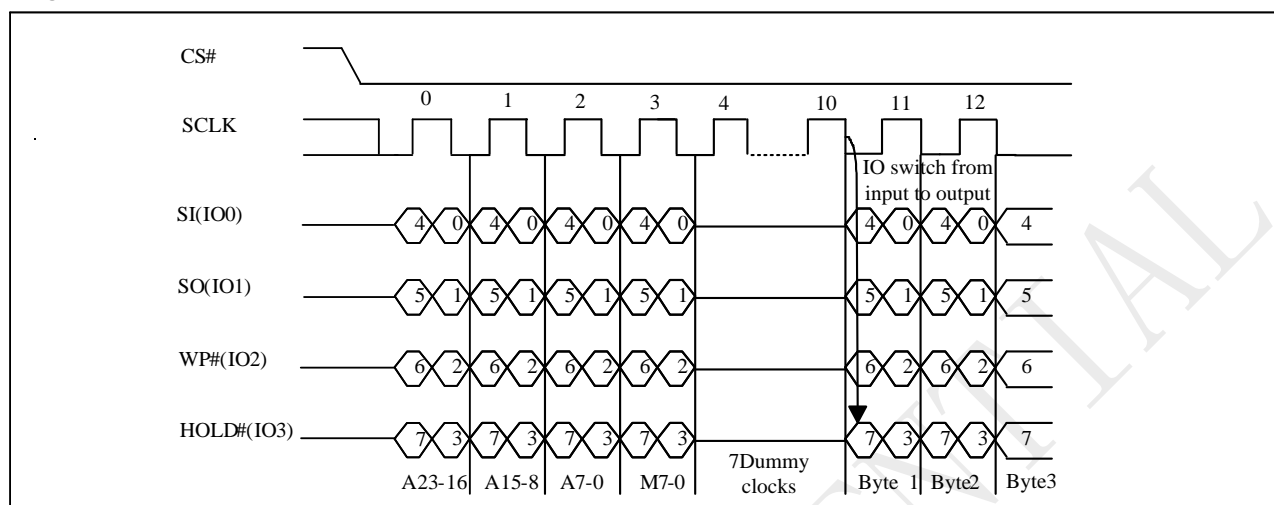 CS#
0 1 2 3 4 10 11 12
SCLK
IO switch from
input to output
SI(IO0) 4 0 4 0 4 0 4 0 4 0 4 0 4
SO(IO1) 5 1 5 1 5 1 5 1 5 1 5 1 5
WP#(IO2) 6 2 6 2 6 2 6 2 6 2 6 2 6
HOLD#(IO3) 7 3 7 3 7 3 7 3 7 3 7 3 7
A23-16 A15-8 A7-0 M7-0 7Dummy
clocks Byte 1 Byte2 Byte3
NTIAL